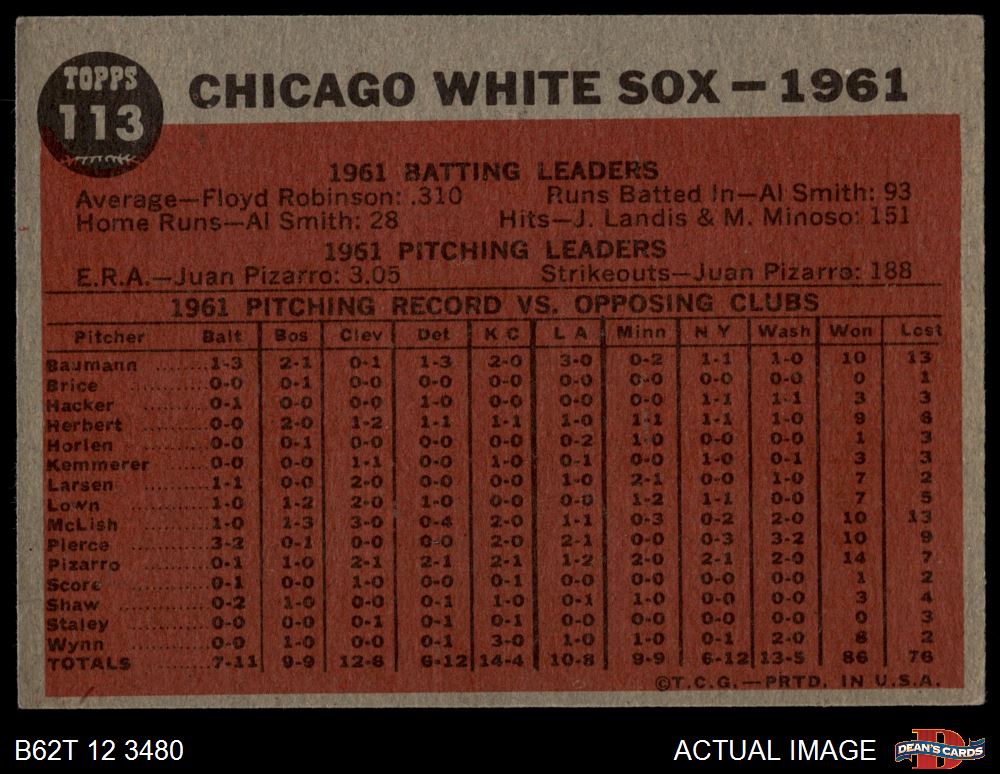 TOPPS
113
CHICAGO WHITE SOX — 1961
1961 BATTING LEADERS
Average—Floyd Robinson: .310 Runs Batted In—Al Smith: 93
Home Runs—Al Smith: 28 Hits—J. Landis & M. Minoso: 151
1961 PITCHING LEADERS
E.R.A.—Juan Pizarro: 3.05 Strikeouts—Juan Pizarro: 188
1961 PITCHING RECORD VS. OPPOSING CLUBS
Pitcher Balt Bos Clev Det K C L A Minn N Y Wash Won Lost
Baumann ........1-3 2-1 0-1 1-3 2-0 3-0 0-2 1-1 1-0 10 13
Brice ........0-0 0-1 0-0 0-0 0-0 0-0 0-0 0-0 0-0 0 1
Hacker ........0-1 0-0 0-0 1-0 0-0 0-0 0-0 1-1 1-1 3 3
Herbert ........0-0 2-0 1-2 1-1 1-1 1-0 1-1 1-1 1-0 9 6
Horlen ........0-0 0-1 0-0 0-0 0-0 0-2 1-0 0-0 0-0 1 3
Kemmerer ........0-0 0-0 1-1 0-0 1-0 0-1 0-0 1-0 0-1 3 3
Larsen ........1-1 0-0 2-0 0-0 0-0 1-0 2-1 0-0 1-0 7 2
Lown ........1-0 1-2 2-0 1-0 0-0 0-0 1-2 1-1 0-0 7 5
McLish ........1-0 1-3 3-0 0-4 2-0 1-1 0-3 0-2 2-0 10 13
Pierce ........3-2 0-1 0-0 0-0 2-0 2-1 0-0 0-3 3-2 10 9
Pizarro ........0-1 1-0 2-1 2-1 2-1 1-2 2-0 2-1 2-0 14 7
Score ........0-1 0-0 1-0 0-0 0-1 0-0 0-0 0-0 0-0 1 2
Shaw ........0-2 1-0 0-0 0-1 1-0 0-1 1-0 0-0 0-0 3 4
Staley ........0-0 0-0 0-1 0-1 0-1 0-0 0-0 0-0 0-0 0 3
Wynn ........0-0 1-0 0-0 0-1 3-0 1-0 1-0 0-1 2-0 8 2
TOTALS ........7-11 9-9 12-6 6-12 14-4 10-8 9-9 6-12 13-5 86 76
©T.C.G.—PRTD. IN U.S.A.
B62T 12 3480 ACTUAL IMAGE DEAN'S CARDS